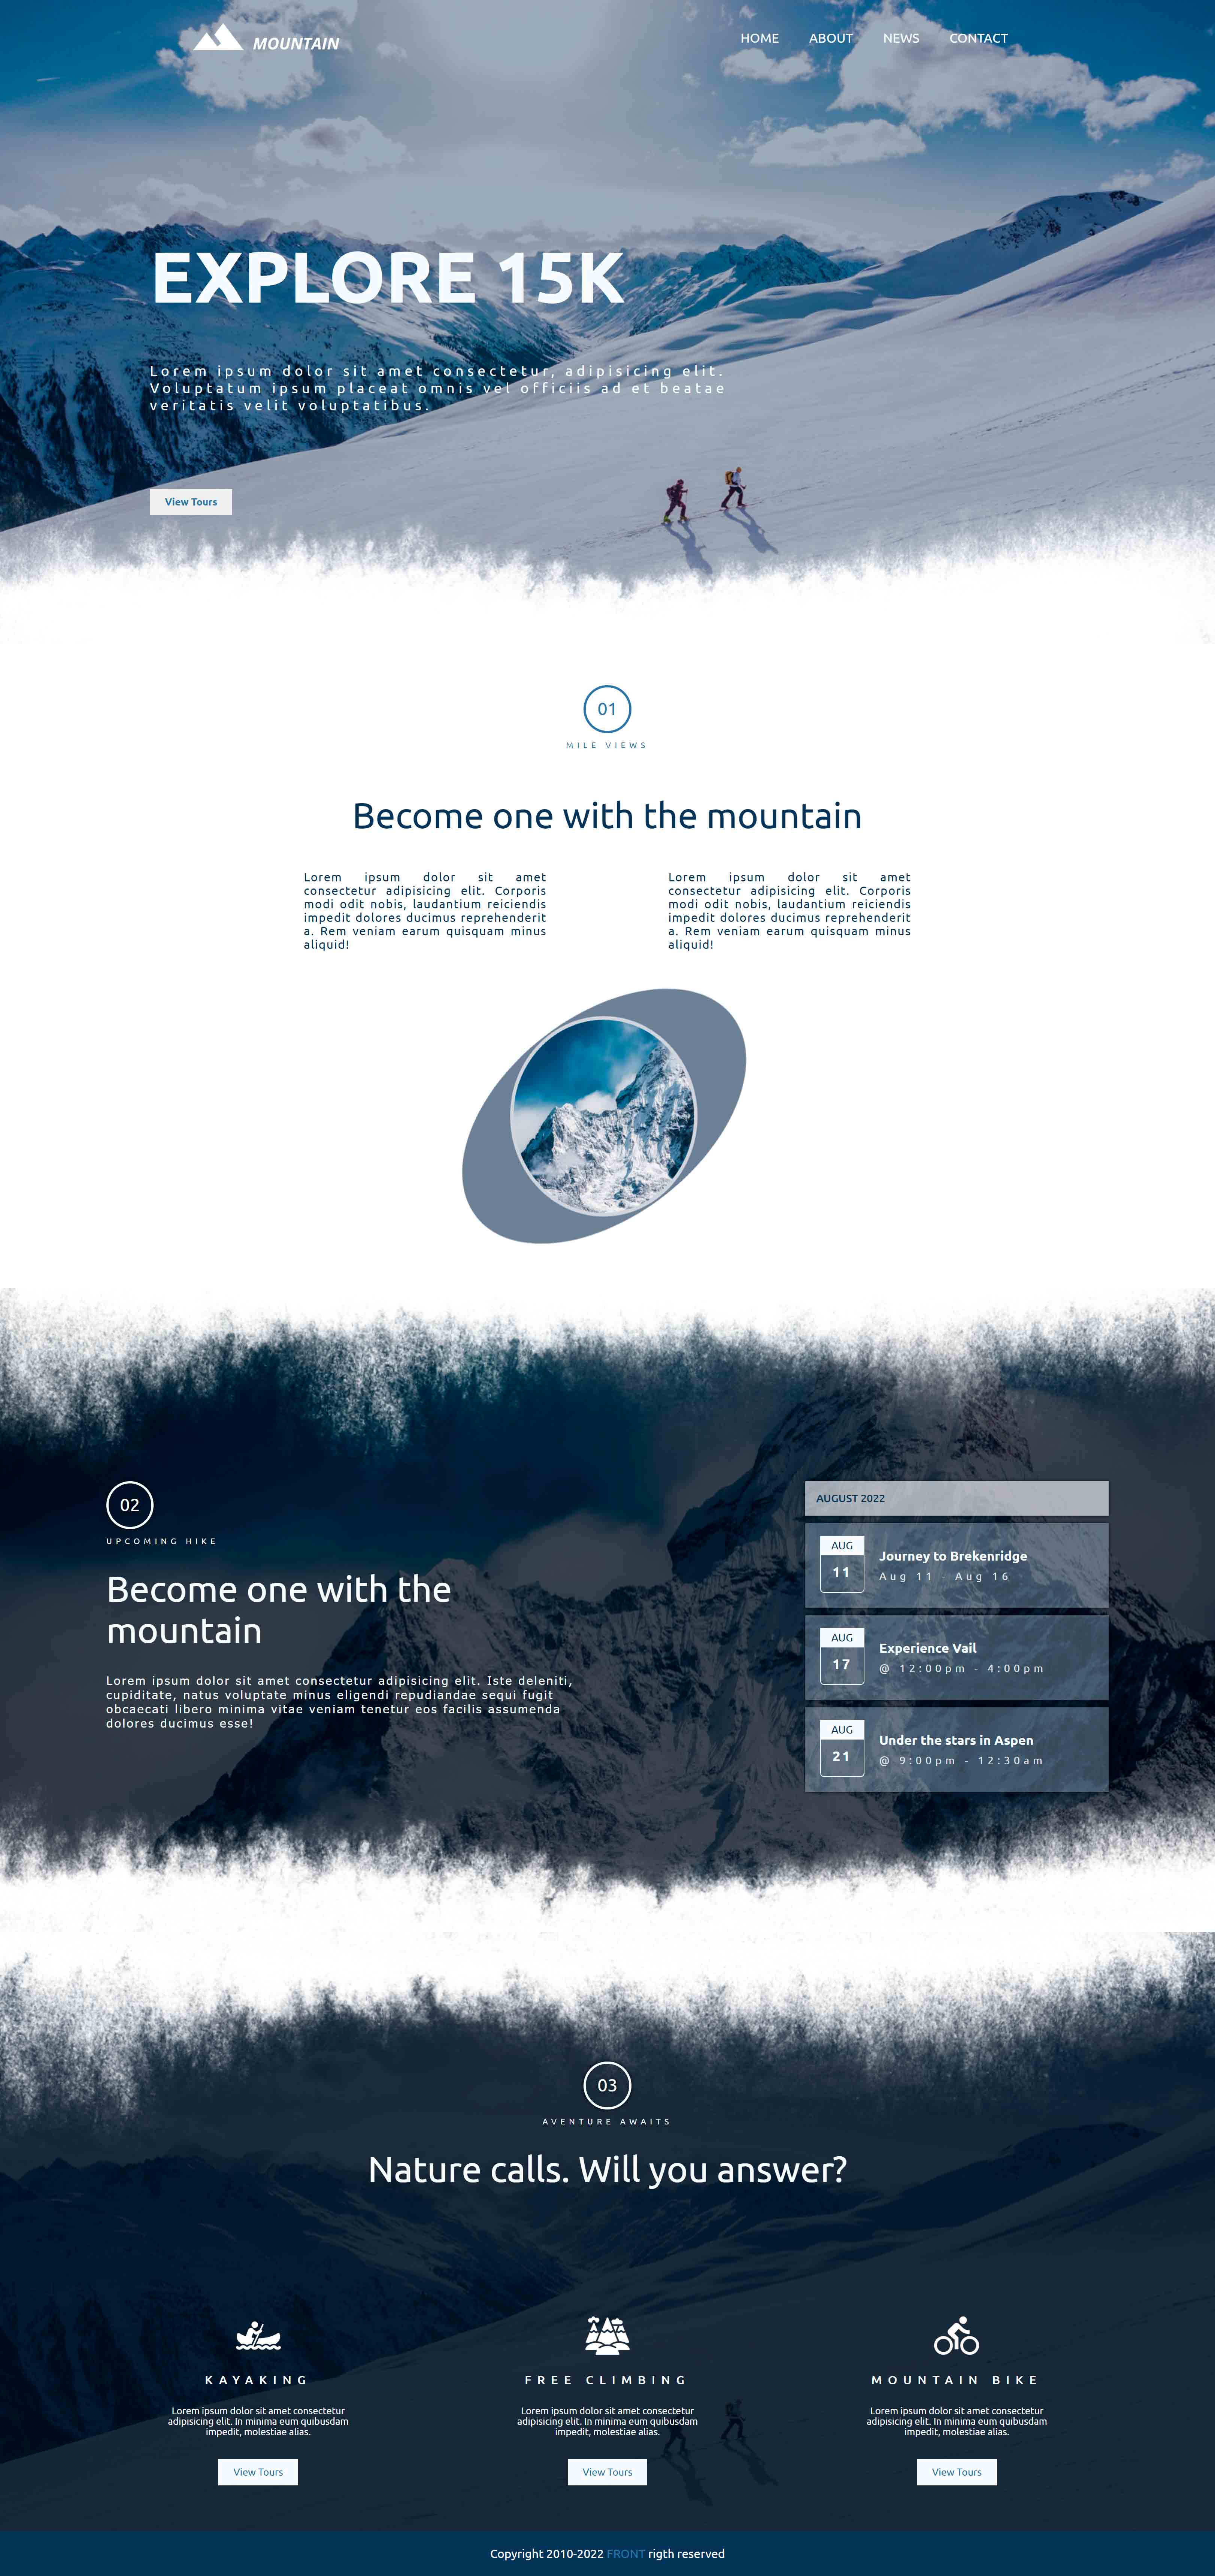 MOUNTAIN
HOME ABOUT NEWS CONTACT
EXPLORE 15K
Lorem ipsum dolor sit amet consectetur, adipisicing elit.
Voluptatum ipsum placeat omnis vel officiis ad et beatae
veritatis velit voluptatibus.
View Tours
01
MILE VIEWS
Become one with the mountain
Lorem ipsum dolor sit amet
consectetur adipisicing elit. Corporis
modi odit nobis, laudantium reiciendis
impedit dolores ducimus reprehenderit
a. Rem veniam earum quisquam minus
aliquid!
Lorem ipsum dolor sit amet
consectetur adipisicing elit. Corporis
modi odit nobis, laudantium reiciendis
impedit dolores ducimus reprehenderit
a. Rem veniam earum quisquam minus
aliquid!
02
UPCOMING HIKE
Become one with the
mountain
Lorem ipsum dolor sit amet consectetur adipisicing elit. Iste deleniti,
cupiditate, natus voluptate minus eligendi repudiandae sequi fugit
obcaecati libero minima vitae veniam tenetur eos facilis assumenda
dolores ducimus esse!
AUGUST 2022
AUG
11
Journey to Brekenridge
Aug 11 - Aug 16
AUG
17
Experience Vail
@ 12:00pm - 4:00pm
AUG
21
Under the stars in Aspen
@ 9:00pm - 12:30am
03
AVENTURE AWAITS
Nature calls. Will you answer?
KAYAKING
Lorem ipsum dolor sit amet consectetur
adipisicing elit. In minima eum quibusdam
impedit, molestiae alias.
View Tours
FREE CLIMBING
Lorem ipsum dolor sit amet consectetur
adipisicing elit. In minima eum quibusdam
impedit, molestiae alias.
View Tours
MOUNTAIN BIKE
Lorem ipsum dolor sit amet consectetur
adipisicing elit. In minima eum quibusdam
impedit, molestiae alias.
View Tours
Copyright 2010-2022 FRONT rigth reserved